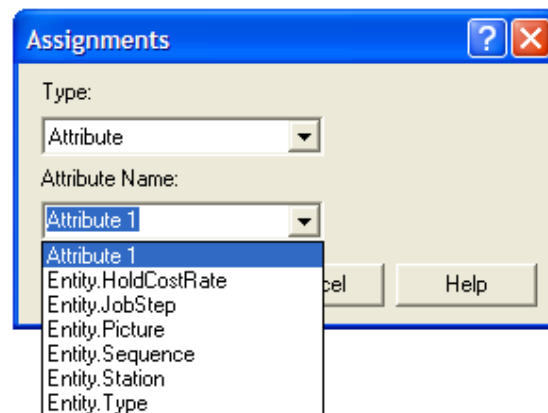 Assignments
Type:
Attribute
Attribute Name:
Attribute 1
Attribute 1
Entity.HoldCostRate
Entity.JobStep
Entity.Picture
Entity.Sequence
Entity.Station
Entity.Type
cel
Help